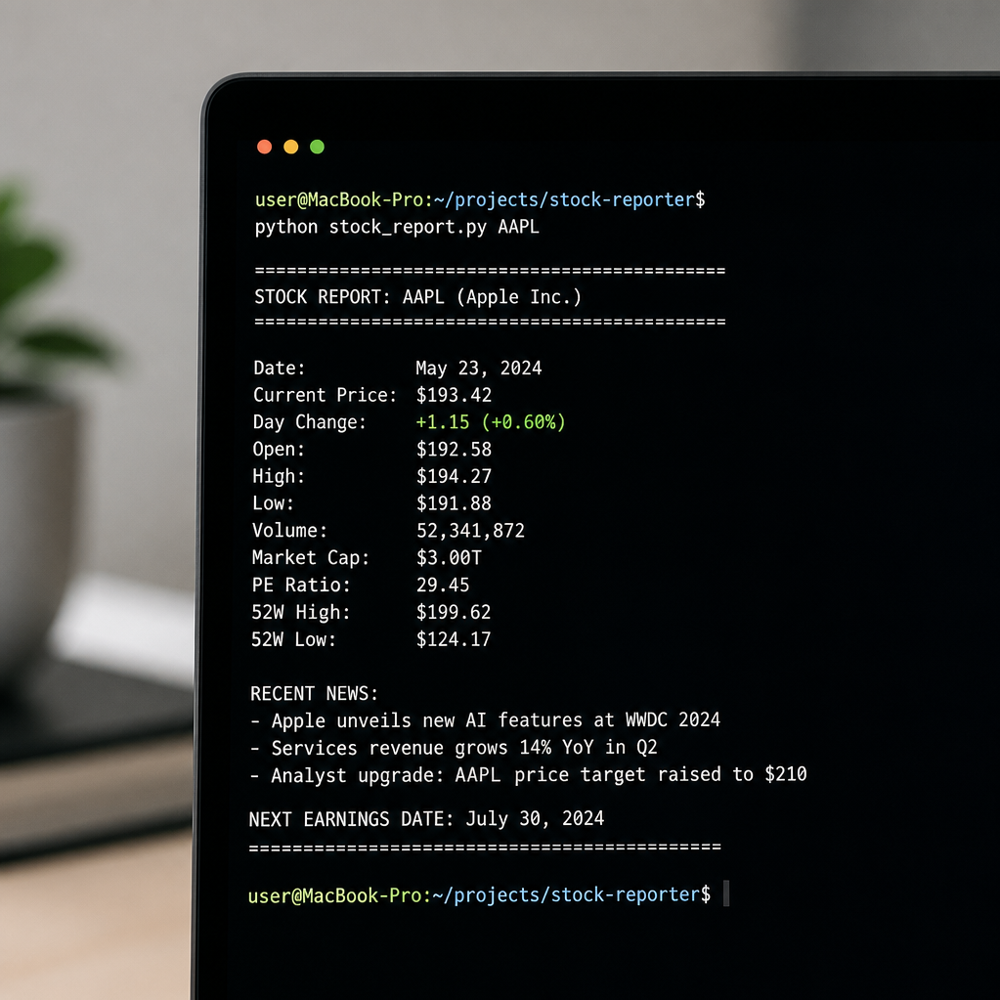 user@MacBook-Pro:~/projects/stock-reporter$
python stock_report.py AAPL
=============================================
STOCK REPORT: AAPL (Apple Inc.)
=============================================
Date: May 23, 2024
Current Price: $193.42
Day Change: +1.15 (+0.60%)
Open: $192.58
High: $194.27
Low: $191.88
Volume: 52,341,872
Market Cap: $3.00T
PE Ratio: 29.45
52W High: $199.62
52W Low: $124.17
RECENT NEWS:
- Apple unveils new AI features at WWDC 2024
- Services revenue grows 14% YoY in Q2
- Analyst upgrade: AAPL price target raised to $210
NEXT EARNINGS DATE: July 30, 2024
=============================================
user@MacBook-Pro:~/projects/stock-reporter$